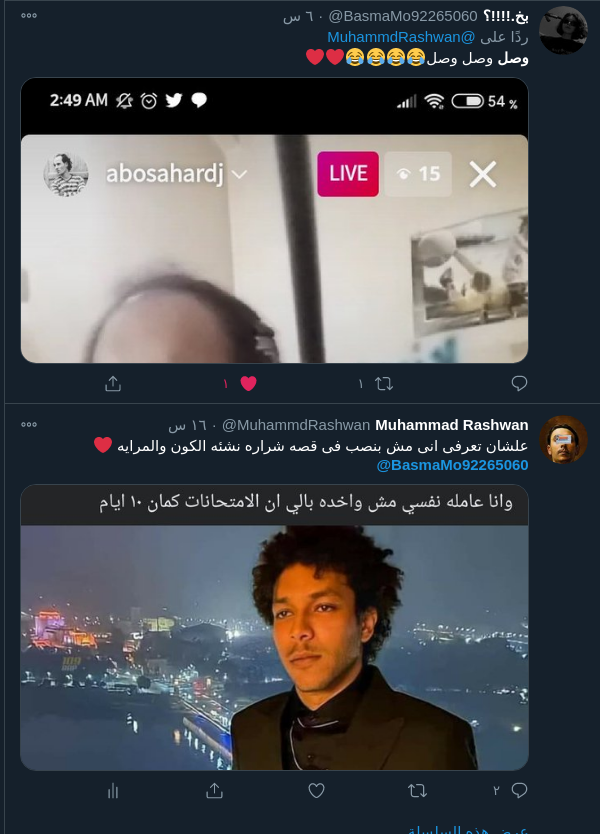 بخ.!!!!؟ @BasmaMo92265060 · ٦ س
ردًا على @MuhammdRashwan
وصل وصل وصل😂😂😂😂❤️❤️
2:49 AM 54 %
abosahardj LIVE 15
١ ١
Muhammad Rashwan @MuhammdRashwan · ١٦ س
علشان تعرفى انى مش بنصب فى قصه شراره نشئه الكون والمرايه ❤️
@BasmaMo92265060
وانا عامله نفسي مش واخده بالي ان الامتحانات كمان ١٠ ايام
٢
عرض هذه السلسلة